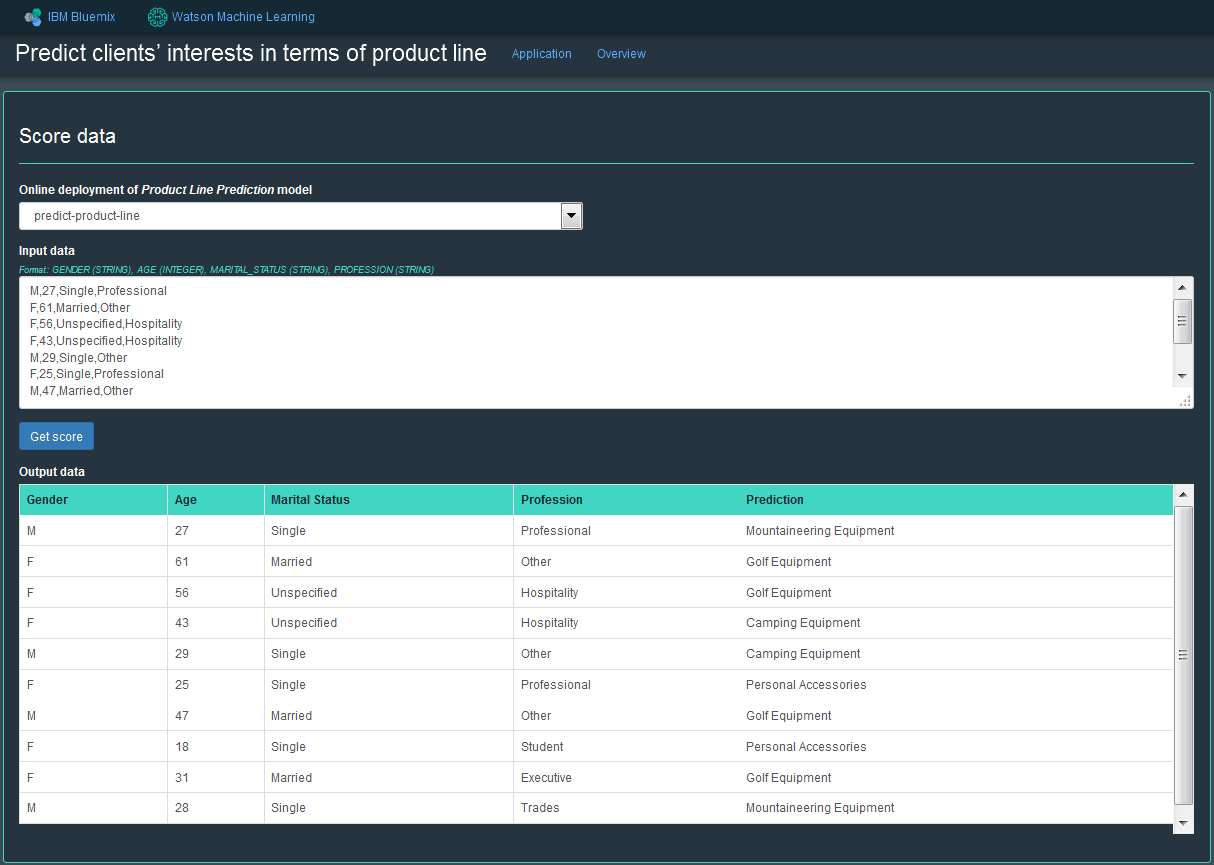 IBM Bluemix Watson Machine Learning
Predict clients’ interests in terms of product line Application Overview
Score data
Online deployment of Product Line Prediction model
predict-product-line
Input data
Format: GENDER (STRING), AGE (INTEGER), MARITAL_STATUS (STRING), PROFESSION (STRING)
M,27,Single,Professional
F,61,Married,Other
F,56,Unspecified,Hospitality
F,43,Unspecified,Hospitality
M,29,Single,Other
F,25,Single,Professional
M,47,Married,Other
Get score
Output data
Gender Age Marital Status Profession Prediction
M 27 Single Professional Mountaineering Equipment
F 61 Married Other Golf Equipment
F 56 Unspecified Hospitality Golf Equipment
F 43 Unspecified Hospitality Camping Equipment
M 29 Single Other Camping Equipment
F 25 Single Professional Personal Accessories
M 47 Married Other Golf Equipment
F 18 Single Student Personal Accessories
F 31 Married Executive Golf Equipment
M 28 Single Trades Mountaineering Equipment